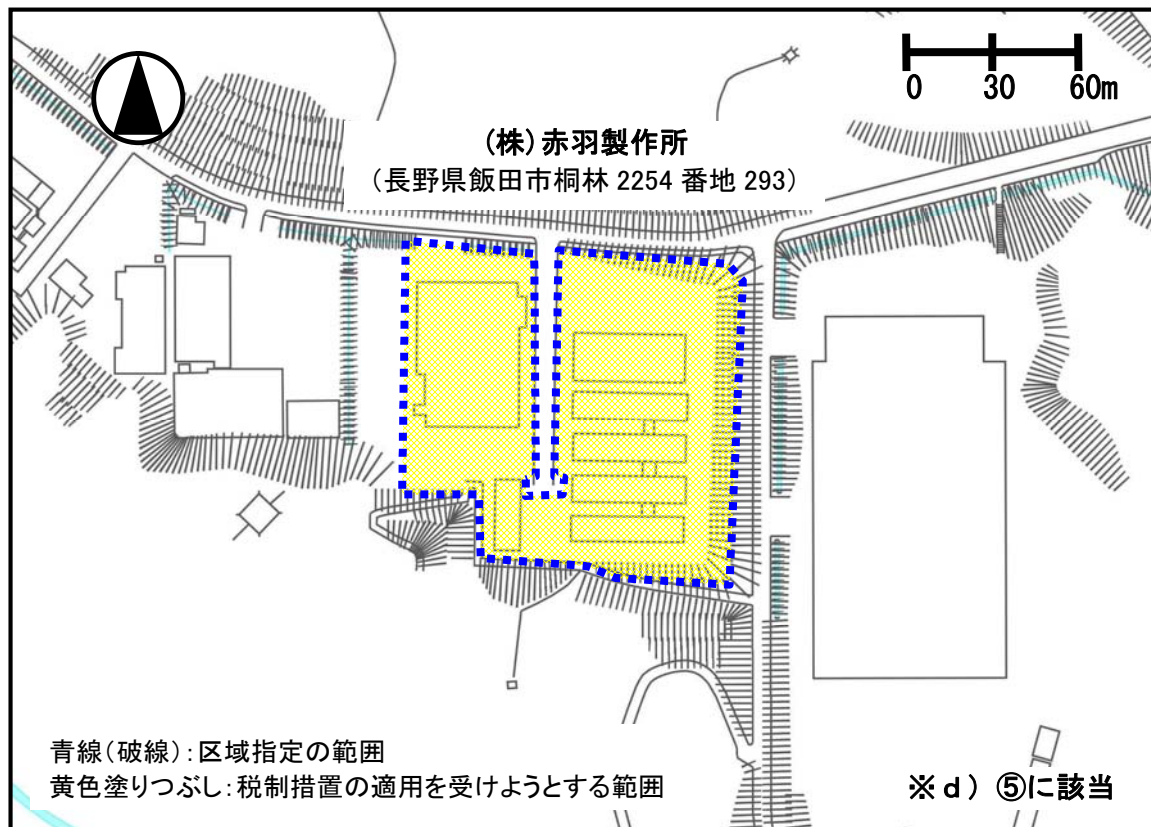 0 30 60m
(株)赤羽製作所
(長野県飯田市桐林 2254 番地 293)
青線(破線):区域指定の範囲
黄色塗りつぶし:税制措置の適用を受けようとする範囲
※ｄ) ⑤に該当